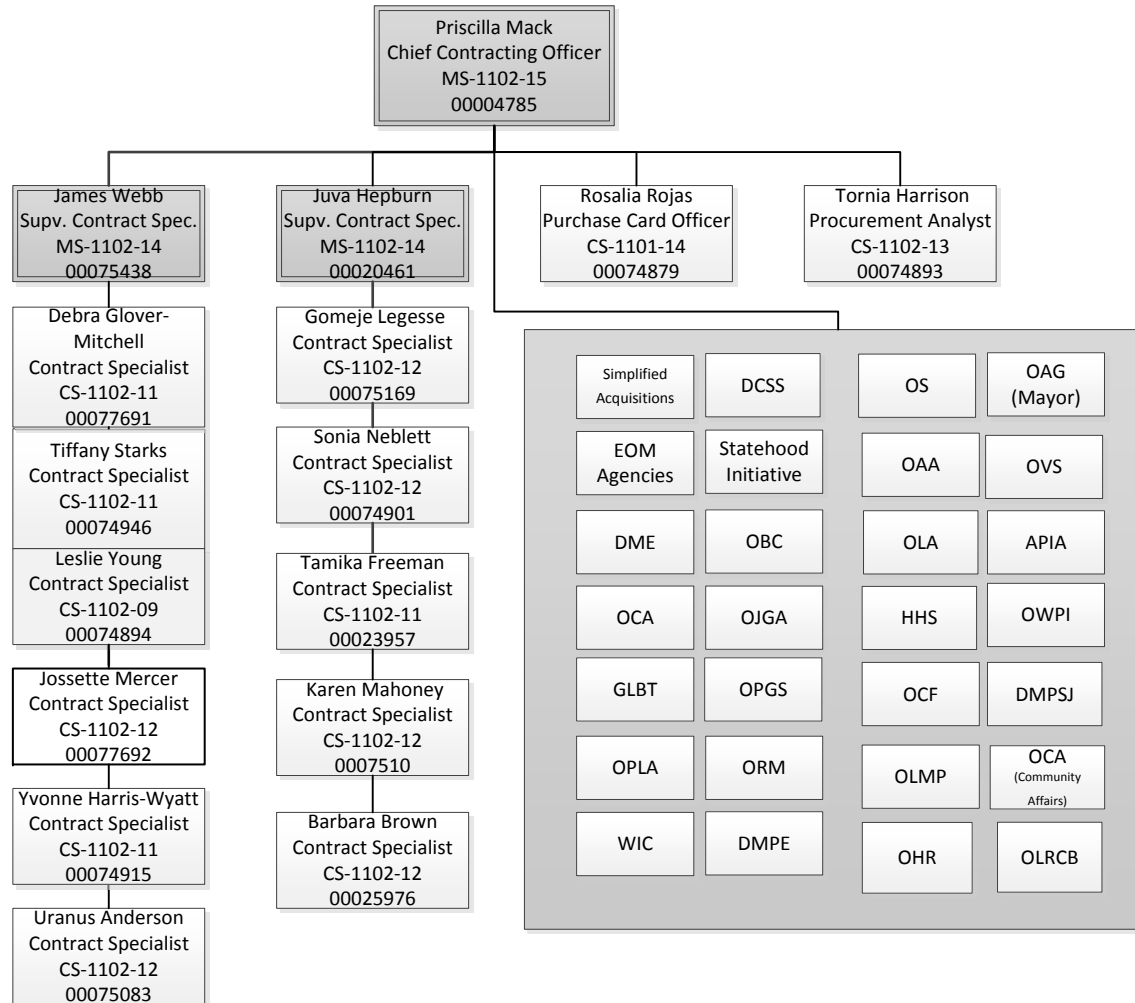 Priscilla Mack
Chief Contracting Officer
MS-1102-15
00004785
James Webb
Supv. Contract Spec.
MS-1102-14
00075438
Juva Hepburn
Supv. Contract Spec.
MS-1102-14
00020461
Rosalia Rojas
Purchase Card Officer
CS-1101-14
00074879
Tornia Harrison
Procurement Analyst
CS-1102-13
00074893
Debra Glover-
Mitchell
Contract Specialist
CS-1102-11
00077691
Tiffany Starks
Contract Specialist
CS-1102-11
00074946
Leslie Young
Contract Specialist
CS-1102-09
00074894
Jossette Mercer
Contract Specialist
CS-1102-12
00077692
Yvonne Harris-Wyatt
Contract Specialist
CS-1102-11
00074915
Uranus Anderson
Contract Specialist
CS-1102-12
00075083
Gomeje Legesse
Contract Specialist
CS-1102-12
00075169
Sonia Neblett
Contract Specialist
CS-1102-12
00074901
Tamika Freeman
Contract Specialist
CS-1102-11
00023957
Karen Mahoney
Contract Specialist
CS-1102-12
0007510
Barbara Brown
Contract Specialist
CS-1102-12
00025976
Simplified
Acquisitions
DCSS
OS
OAG
(Mayor)
EOM
Agencies
Statehood
Initiative
OAA
OVS
DME
OBC
OLA
APIA
OCA
OJGA
HHS
OWPI
GLBT
OPGS
OCF
DMPSJ
OPLA
ORM
OLMP
OCA
(Community
Affairs)
WIC
DMPE
OHR
OLRCB